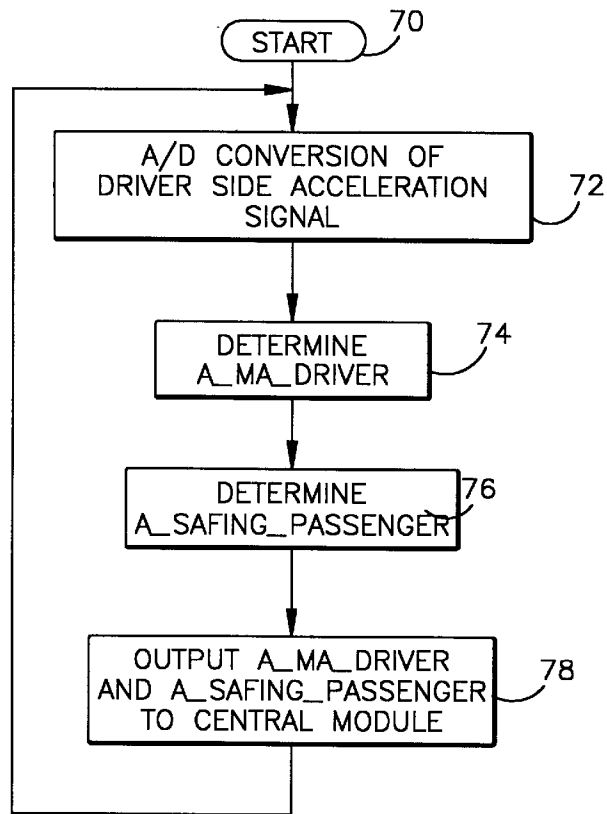 START
70
A/D CONVERSION OF
DRIVER SIDE ACCELERATION
SIGNAL
72
DETERMINE
A_MA_DRIVER
74
DETERMINE
A_SAFING_PASSENGER
76
OUTPUT A_MA_DRIVER
AND A_SAFING_PASSENGER
TO CENTRAL MODULE
78